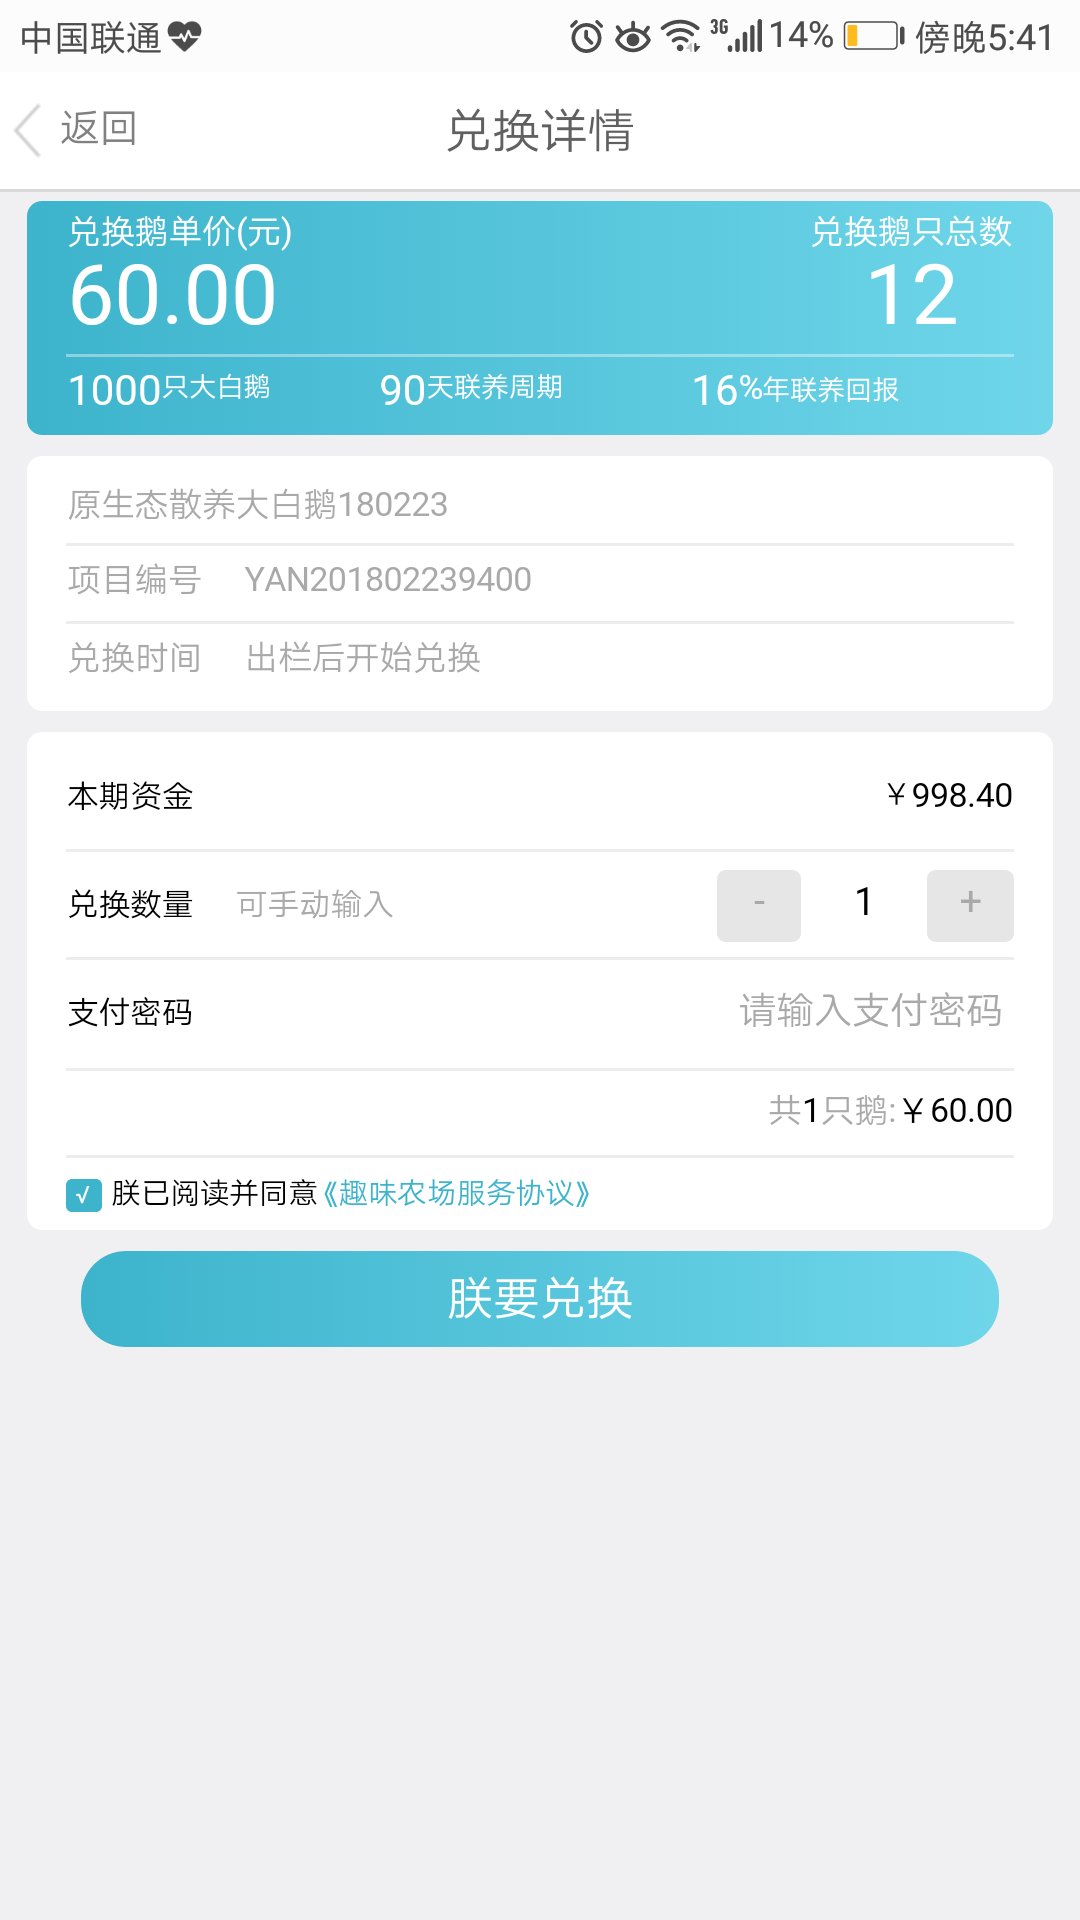 中国联通 3G 14% 傍晚5:41
返回 兑换详情
兑换鹅单价(元) 兑换鹅只总数
60.00 12
1000只大白鹅 90天联养周期 16%年联养回报
原生态散养大白鹅180223
项目编号 YAN201802239400
兑换时间 出栏后开始兑换
本期资金 ￥998.40
兑换数量 可手动输入 - 1 +
支付密码 请输入支付密码
共1只鹅:￥60.00
√ 朕已阅读并同意《趣味农场服务协议》
朕要兑换